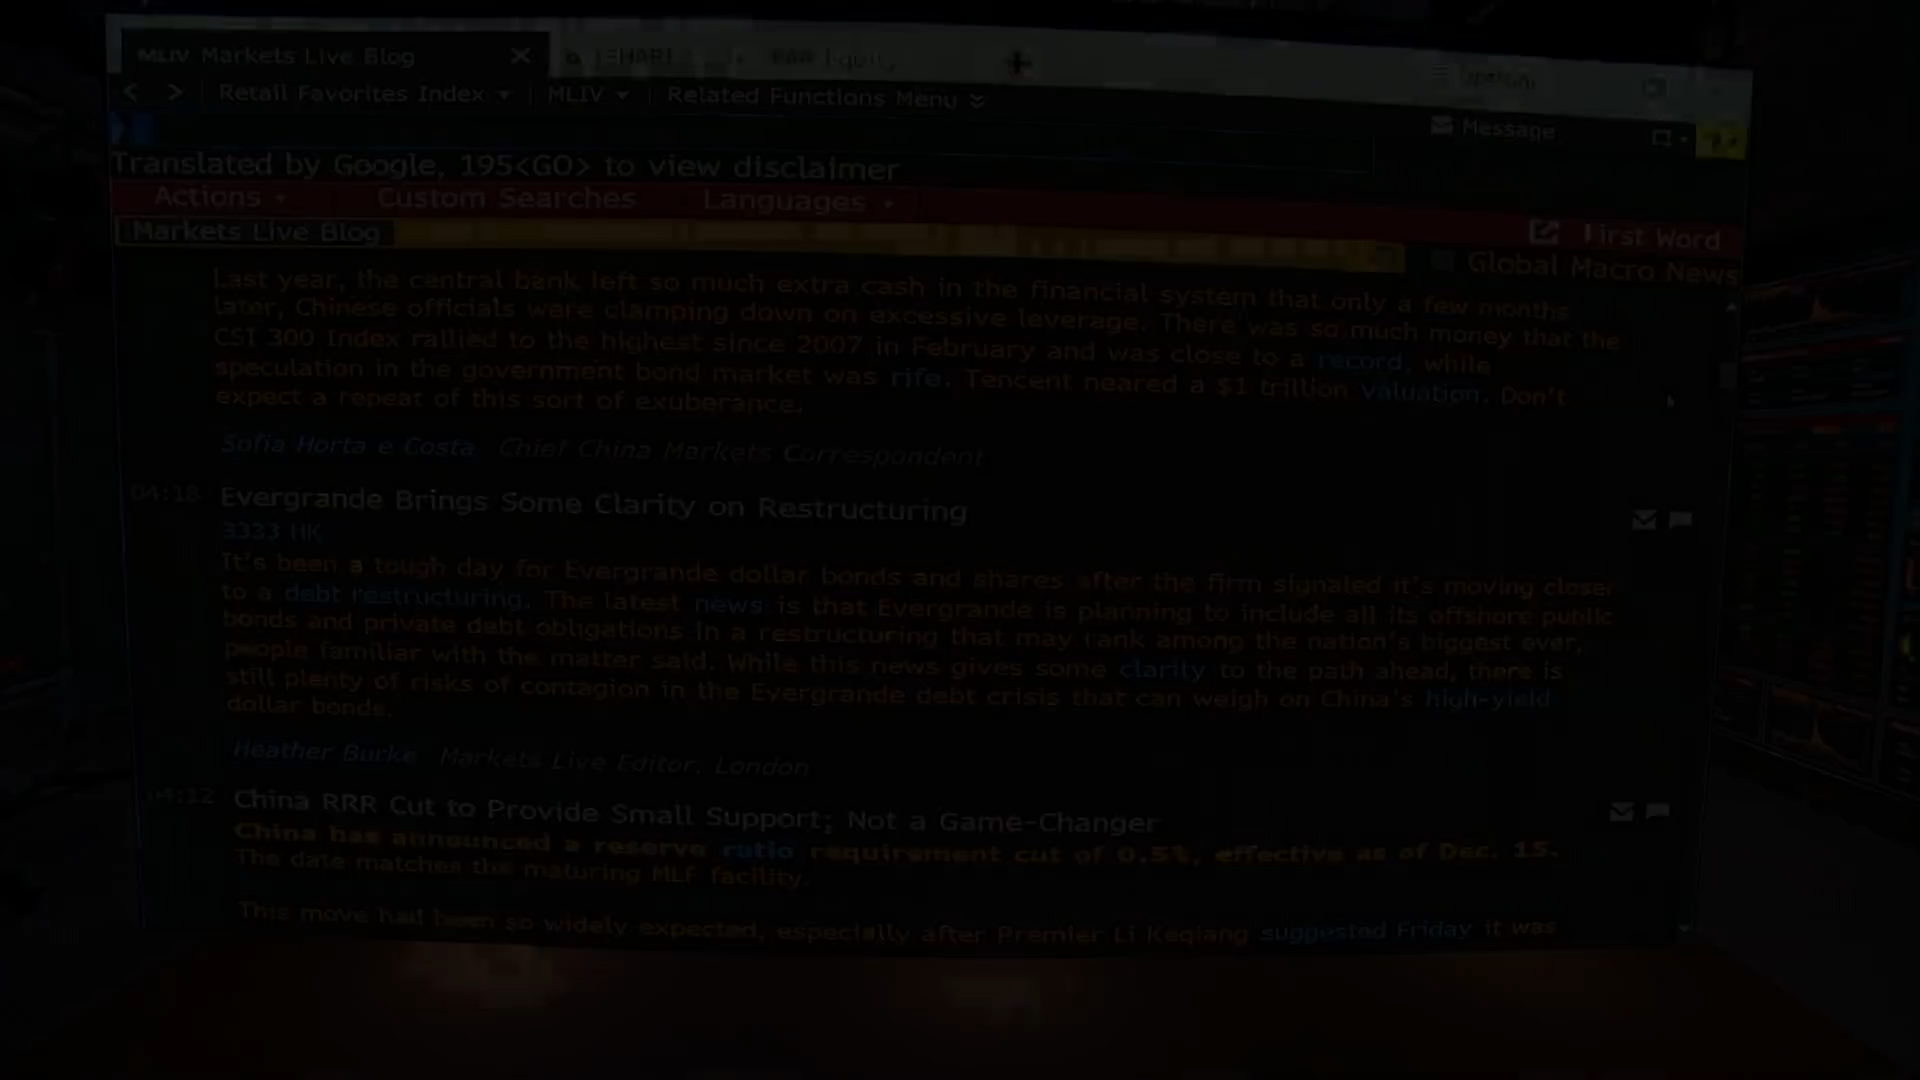 MLIV Markets Live Blog
Retail Favorites Index MLIV Related Functions Menu
Message
Translated by Google, 195<GO> to view disclaimer
Actions Custom Searches Languages
Markets Live Blog
First Word
Global Macro News
Last year, the central bank left so much extra cash in the financial system that only a few months
later, Chinese officials were clamping down on excessive leverage. There was so much money that the
CSI 300 Index rallied to the highest since 2007 in February and was close to a record, while
speculation in the government bond market was rife. Tencent neared a $1 trillion valuation. Don't
expect a repeat of this sort of exuberance.
Sofia Horta e Costa Chief China Markets Correspondent
04:18 Evergrande Brings Some Clarity on Restructuring
3333 HK
It's been a tough day for Evergrande dollar bonds and shares after the firm signaled it's moving closer
to a debt restructuring. The latest news is that Evergrande is planning to include all its offshore public
bonds and private debt obligations in a restructuring that may rank among the nation's biggest ever,
people familiar with the matter said. While this news gives some clarity to the path ahead, there is
still plenty of risks of contagion in the Evergrande debt crisis that can weigh on China's high-yield
dollar bonds.
Heather Burke Markets Live Editor, London
04:12 China RRR Cut to Provide Small Support; Not a Game-Changer
China has announced a reserve ratio requirement cut of 0.5%, effective as of Dec. 15.
The date matches the maturing MLF facility.
This move had been so widely expected, especially after Premier Li Keqiang suggested Friday it was